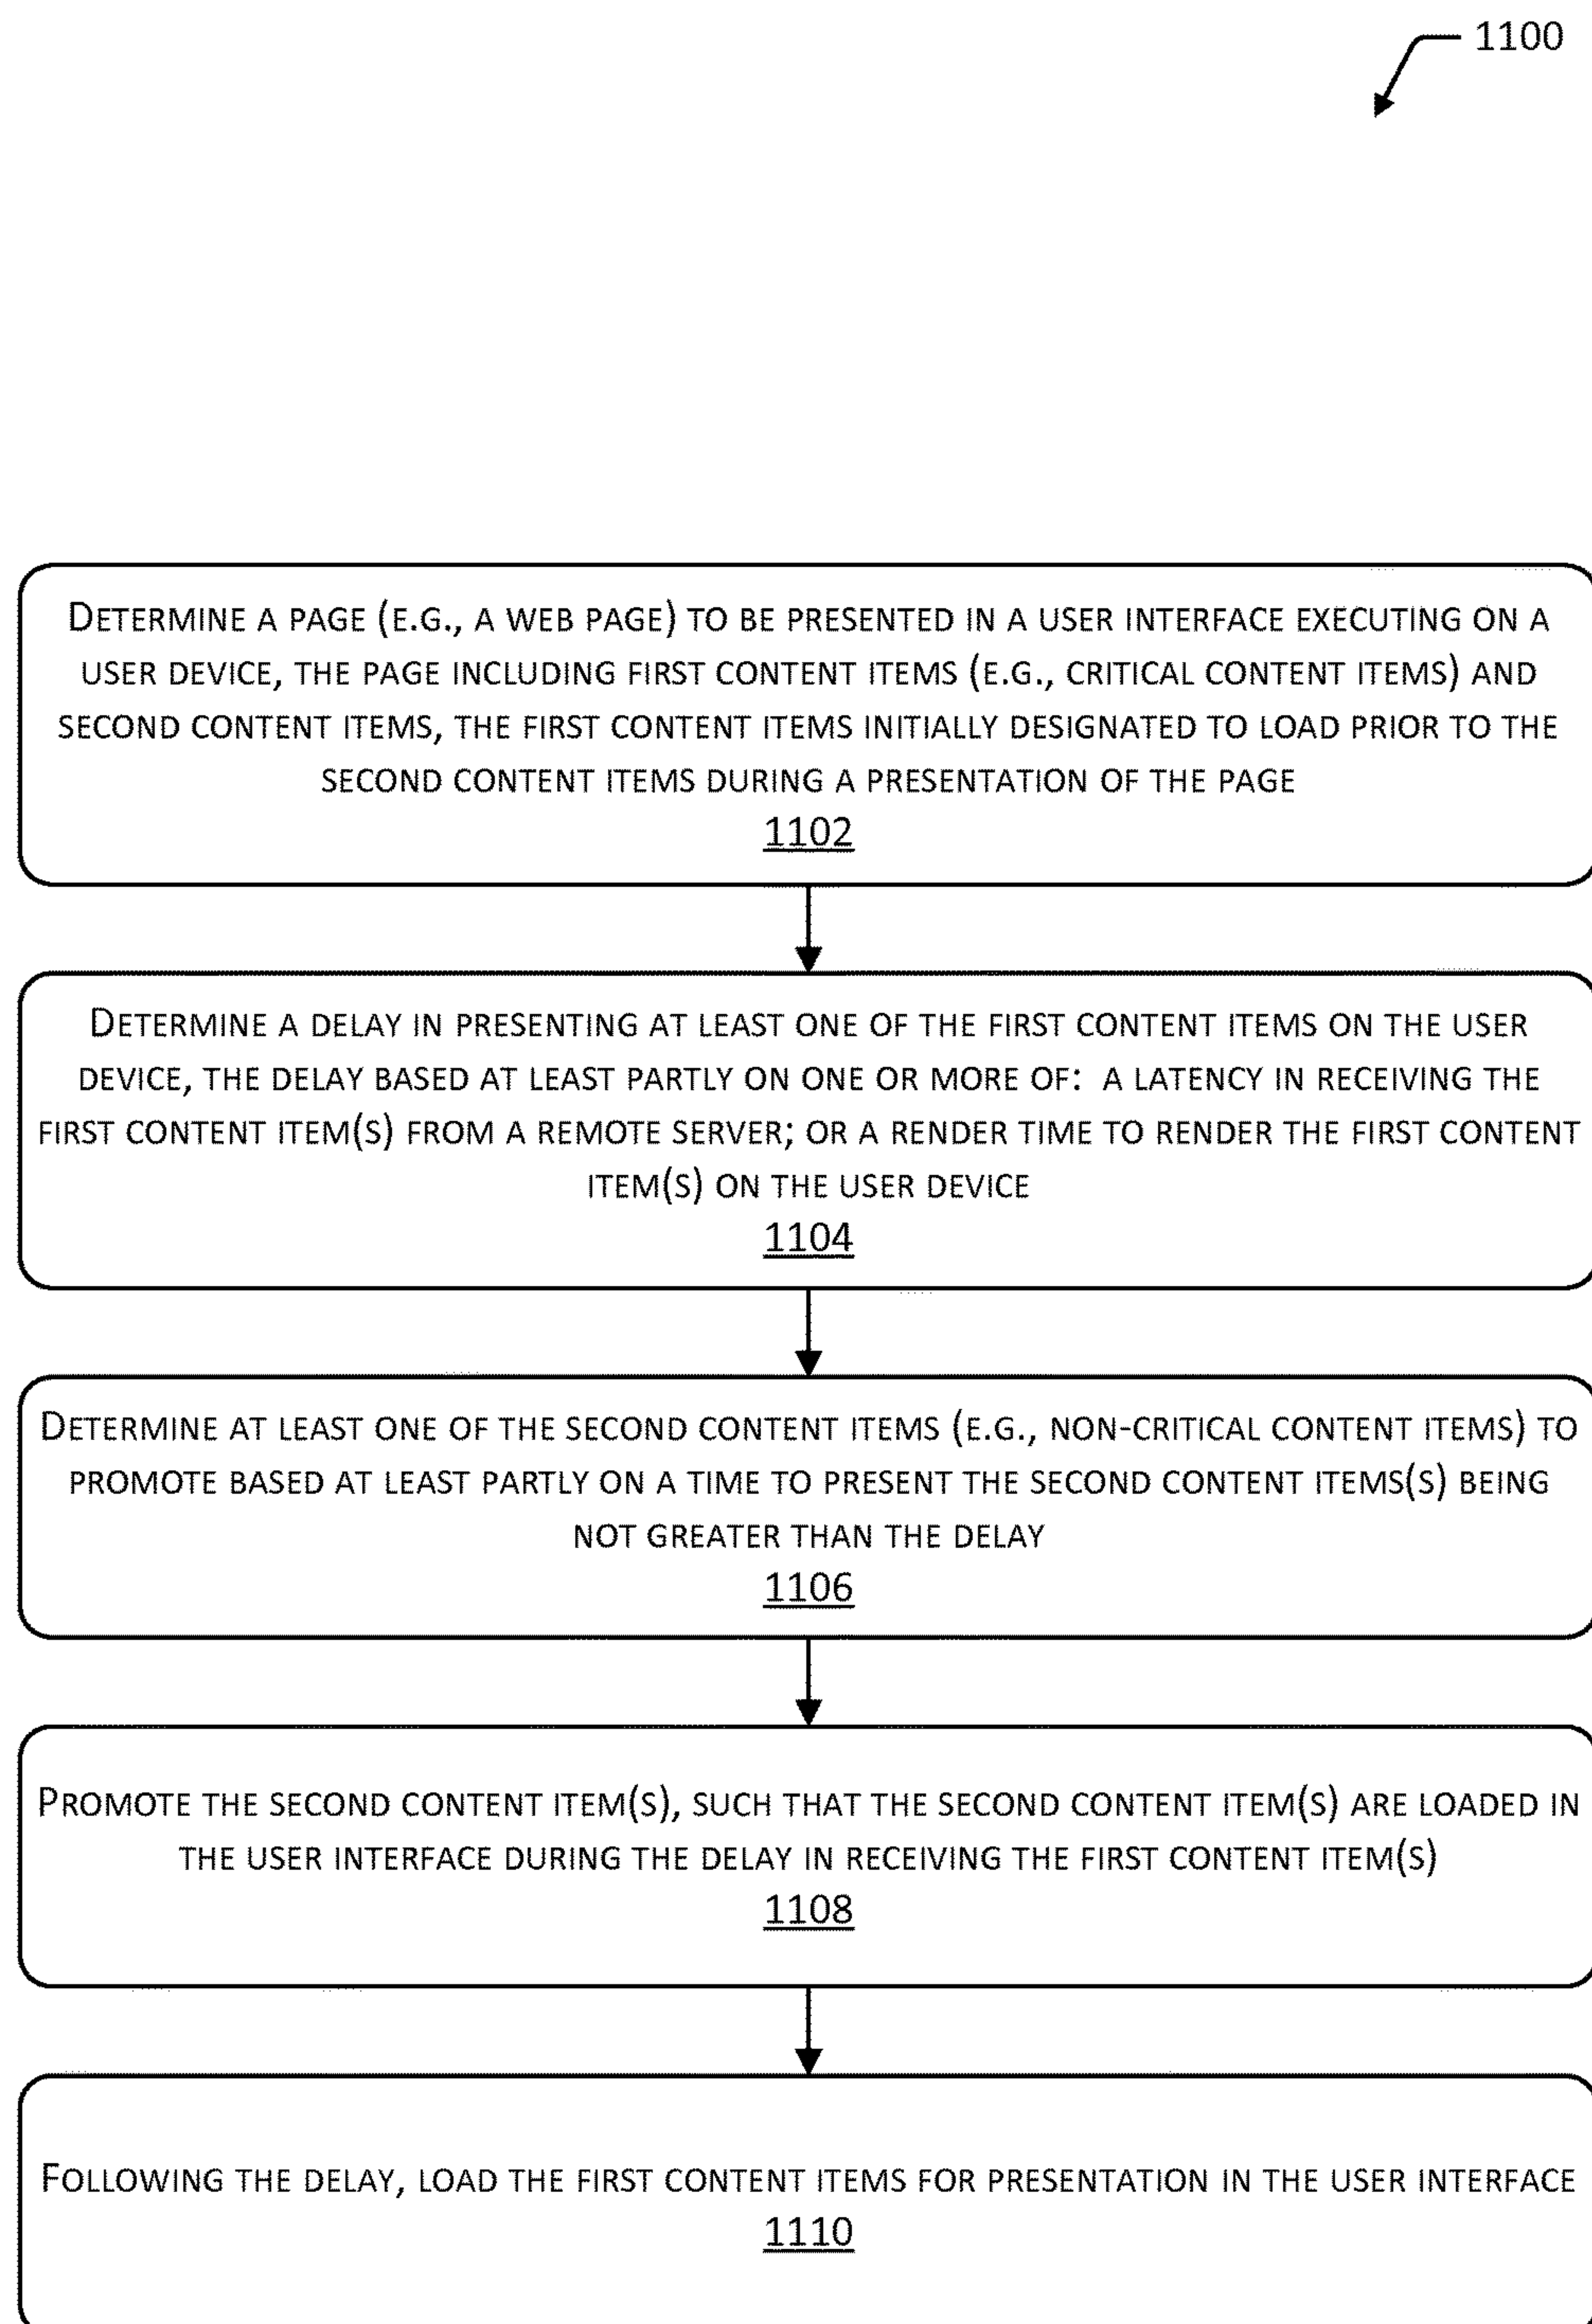 1100
DETERMINE A PAGE (E.G., A WEB PAGE) TO BE PRESENTED IN A USER INTERFACE EXECUTING ON A
USER DEVICE, THE PAGE INCLUDING FIRST CONTENT ITEMS (E.G., CRITICAL CONTENT ITEMS) AND
SECOND CONTENT ITEMS, THE FIRST CONTENT ITEMS INITIALLY DESIGNATED TO LOAD PRIOR TO THE
SECOND CONTENT ITEMS DURING A PRESENTATION OF THE PAGE
1102
DETERMINE A DELAY IN PRESENTING AT LEAST ONE OF THE FIRST CONTENT ITEMS ON THE USER
DEVICE, THE DELAY BASED AT LEAST PARTLY ON ONE OR MORE OF: A LATENCY IN RECEIVING THE
FIRST CONTENT ITEM(S) FROM A REMOTE SERVER; OR A RENDER TIME TO RENDER THE FIRST CONTENT
ITEM(S) ON THE USER DEVICE
1104
DETERMINE AT LEAST ONE OF THE SECOND CONTENT ITEMS (E.G., NON-CRITICAL CONTENT ITEMS) TO
PROMOTE BASED AT LEAST PARTLY ON A TIME TO PRESENT THE SECOND CONTENT ITEMS(S) BEING
NOT GREATER THAN THE DELAY
1106
PROMOTE THE SECOND CONTENT ITEM(S), SUCH THAT THE SECOND CONTENT ITEM(S) ARE LOADED IN
THE USER INTERFACE DURING THE DELAY IN RECEIVING THE FIRST CONTENT ITEM(S)
1108
FOLLOWING THE DELAY, LOAD THE FIRST CONTENT ITEMS FOR PRESENTATION IN THE USER INTERFACE
1110